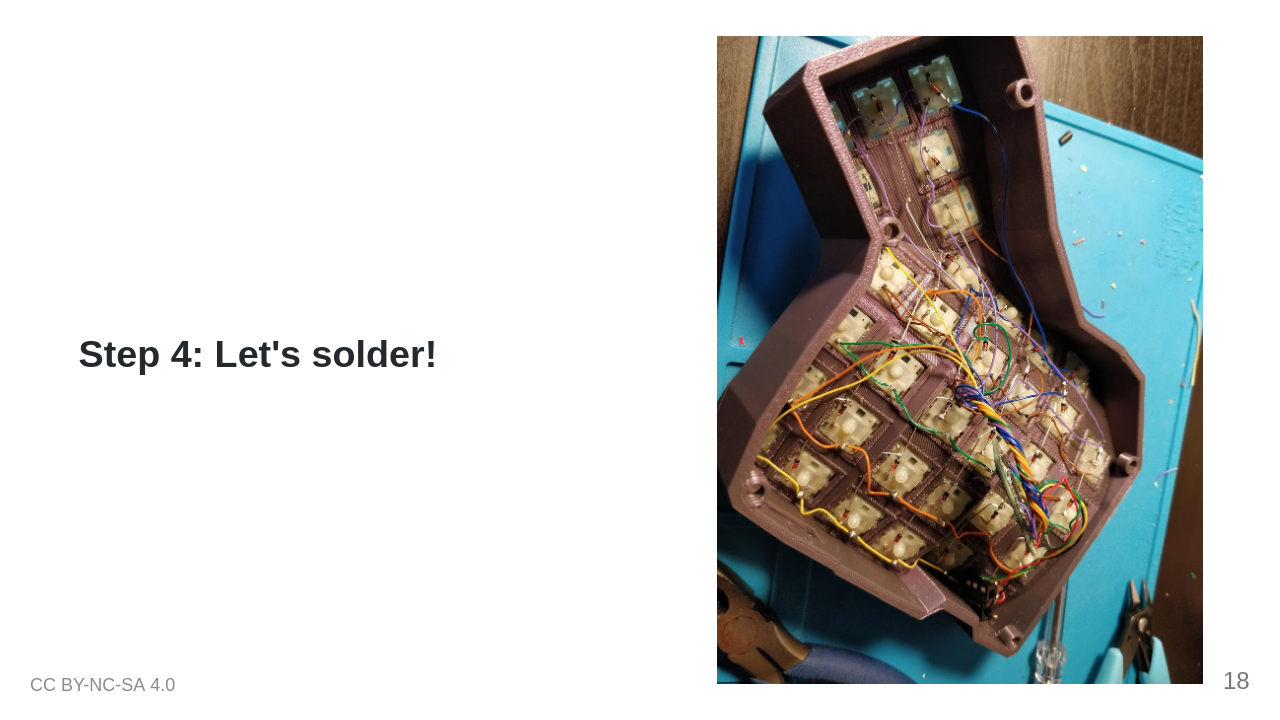 Step 4: Let's solder!
CC BY-NC-SA 4.0
18